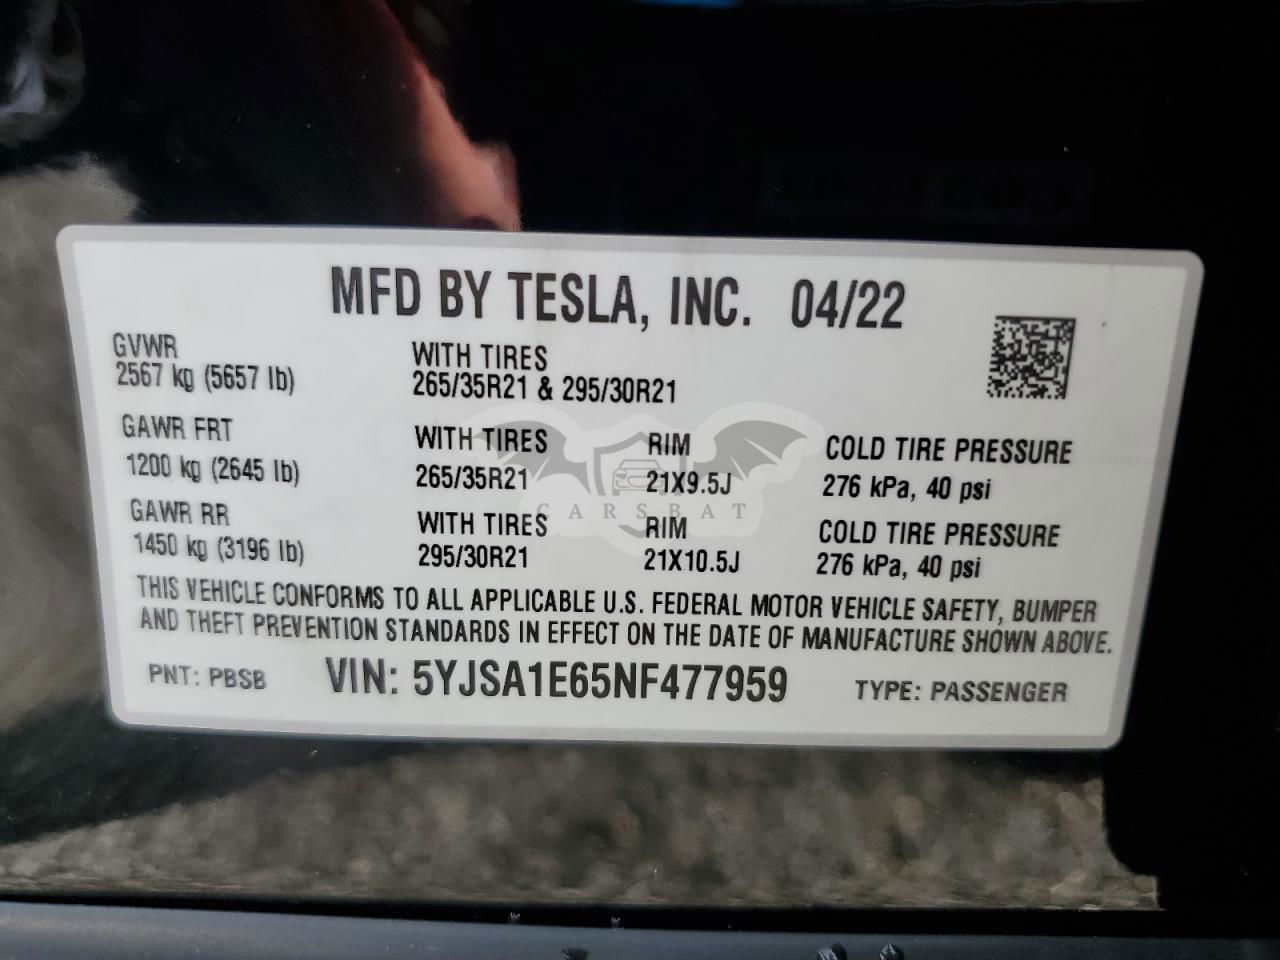 MFD BY TESLA, INC. 04/22
GVWR
2567 kg (5657 lb)
WITH TIRES
265/35R21 & 295/30R21
GAWR FRT
1200 kg (2645 lb)
WITH TIRES
265/35R21
RIM
21X9.5J
COLD TIRE PRESSURE
276 kPa, 40 psi
GAWR RR
1450 kg (3196 lb)
WITH TIRES
295/30R21
RIM
21X10.5J
COLD TIRE PRESSURE
276 kPa, 40 psi
CARSBAT
THIS VEHICLE CONFORMS TO ALL APPLICABLE U.S. FEDERAL MOTOR VEHICLE SAFETY, BUMPER
AND THEFT PREVENTION STANDARDS IN EFFECT ON THE DATE OF MANUFACTURE SHOWN ABOVE.
PNT: PBSB VIN: 5YJSA1E65NF477959 TYPE: PASSENGER